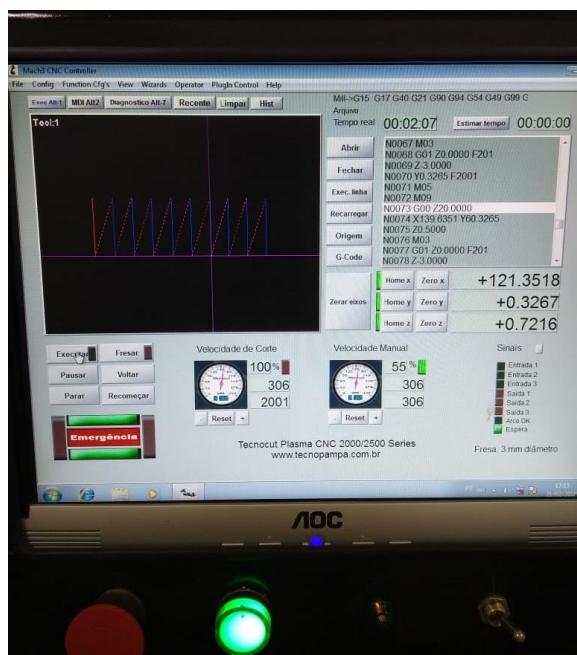 Mach3 CNC Controller
File Config Function Cfg's View Wizards Operator PlugIn Control Help
Exec Alt-1 MDI Alt2 Diagnostico Alt-7 Recente Limpar Hist
Mill->G15 G17 G40 G21 G90 G94 G54 G49 G99 G
Arquivo
Tempo real 00:02:07 Estimar tempo 00:00:00
Tool:1
Abrir
Fechar
Exec. linha
Recarregar
Origem
G-Code
N0067 M03
N0068 G01 Z0.0000 F201
N0069 Z-3.0000
N0070 Y0.3265 F2001
N0071 M05
N0072 M09
N0073 G00 Z20.0000
N0074 X139.6351 Y60.3265
N0075 Z0.5000
N0076 M03
N0077 G01 Z0.0000 F201
N0078 Z-3.0000
Zerar eixos
Home x Zero x +121.3518
Home y Zero y +0.3267
Home z Zero z +0.7216
Executar Fresar
Pausar Voltar
Parar Recomeçar
Emergência
Velocidade de Corte
100%
306
2001
- Reset +
Velocidade Manual
55 %
306
306
- Reset +
Sinais
Entrada 1
Entrada 2
Entrada 3
Saida 1
Saida 2
Saida 3
Arco OK
Espera
Tecnocut Plasma CNC 2000/2500 Series
www.tecnopampa.com.br
Fresa. 3 mm diâmetro
PT
17:13
AOC